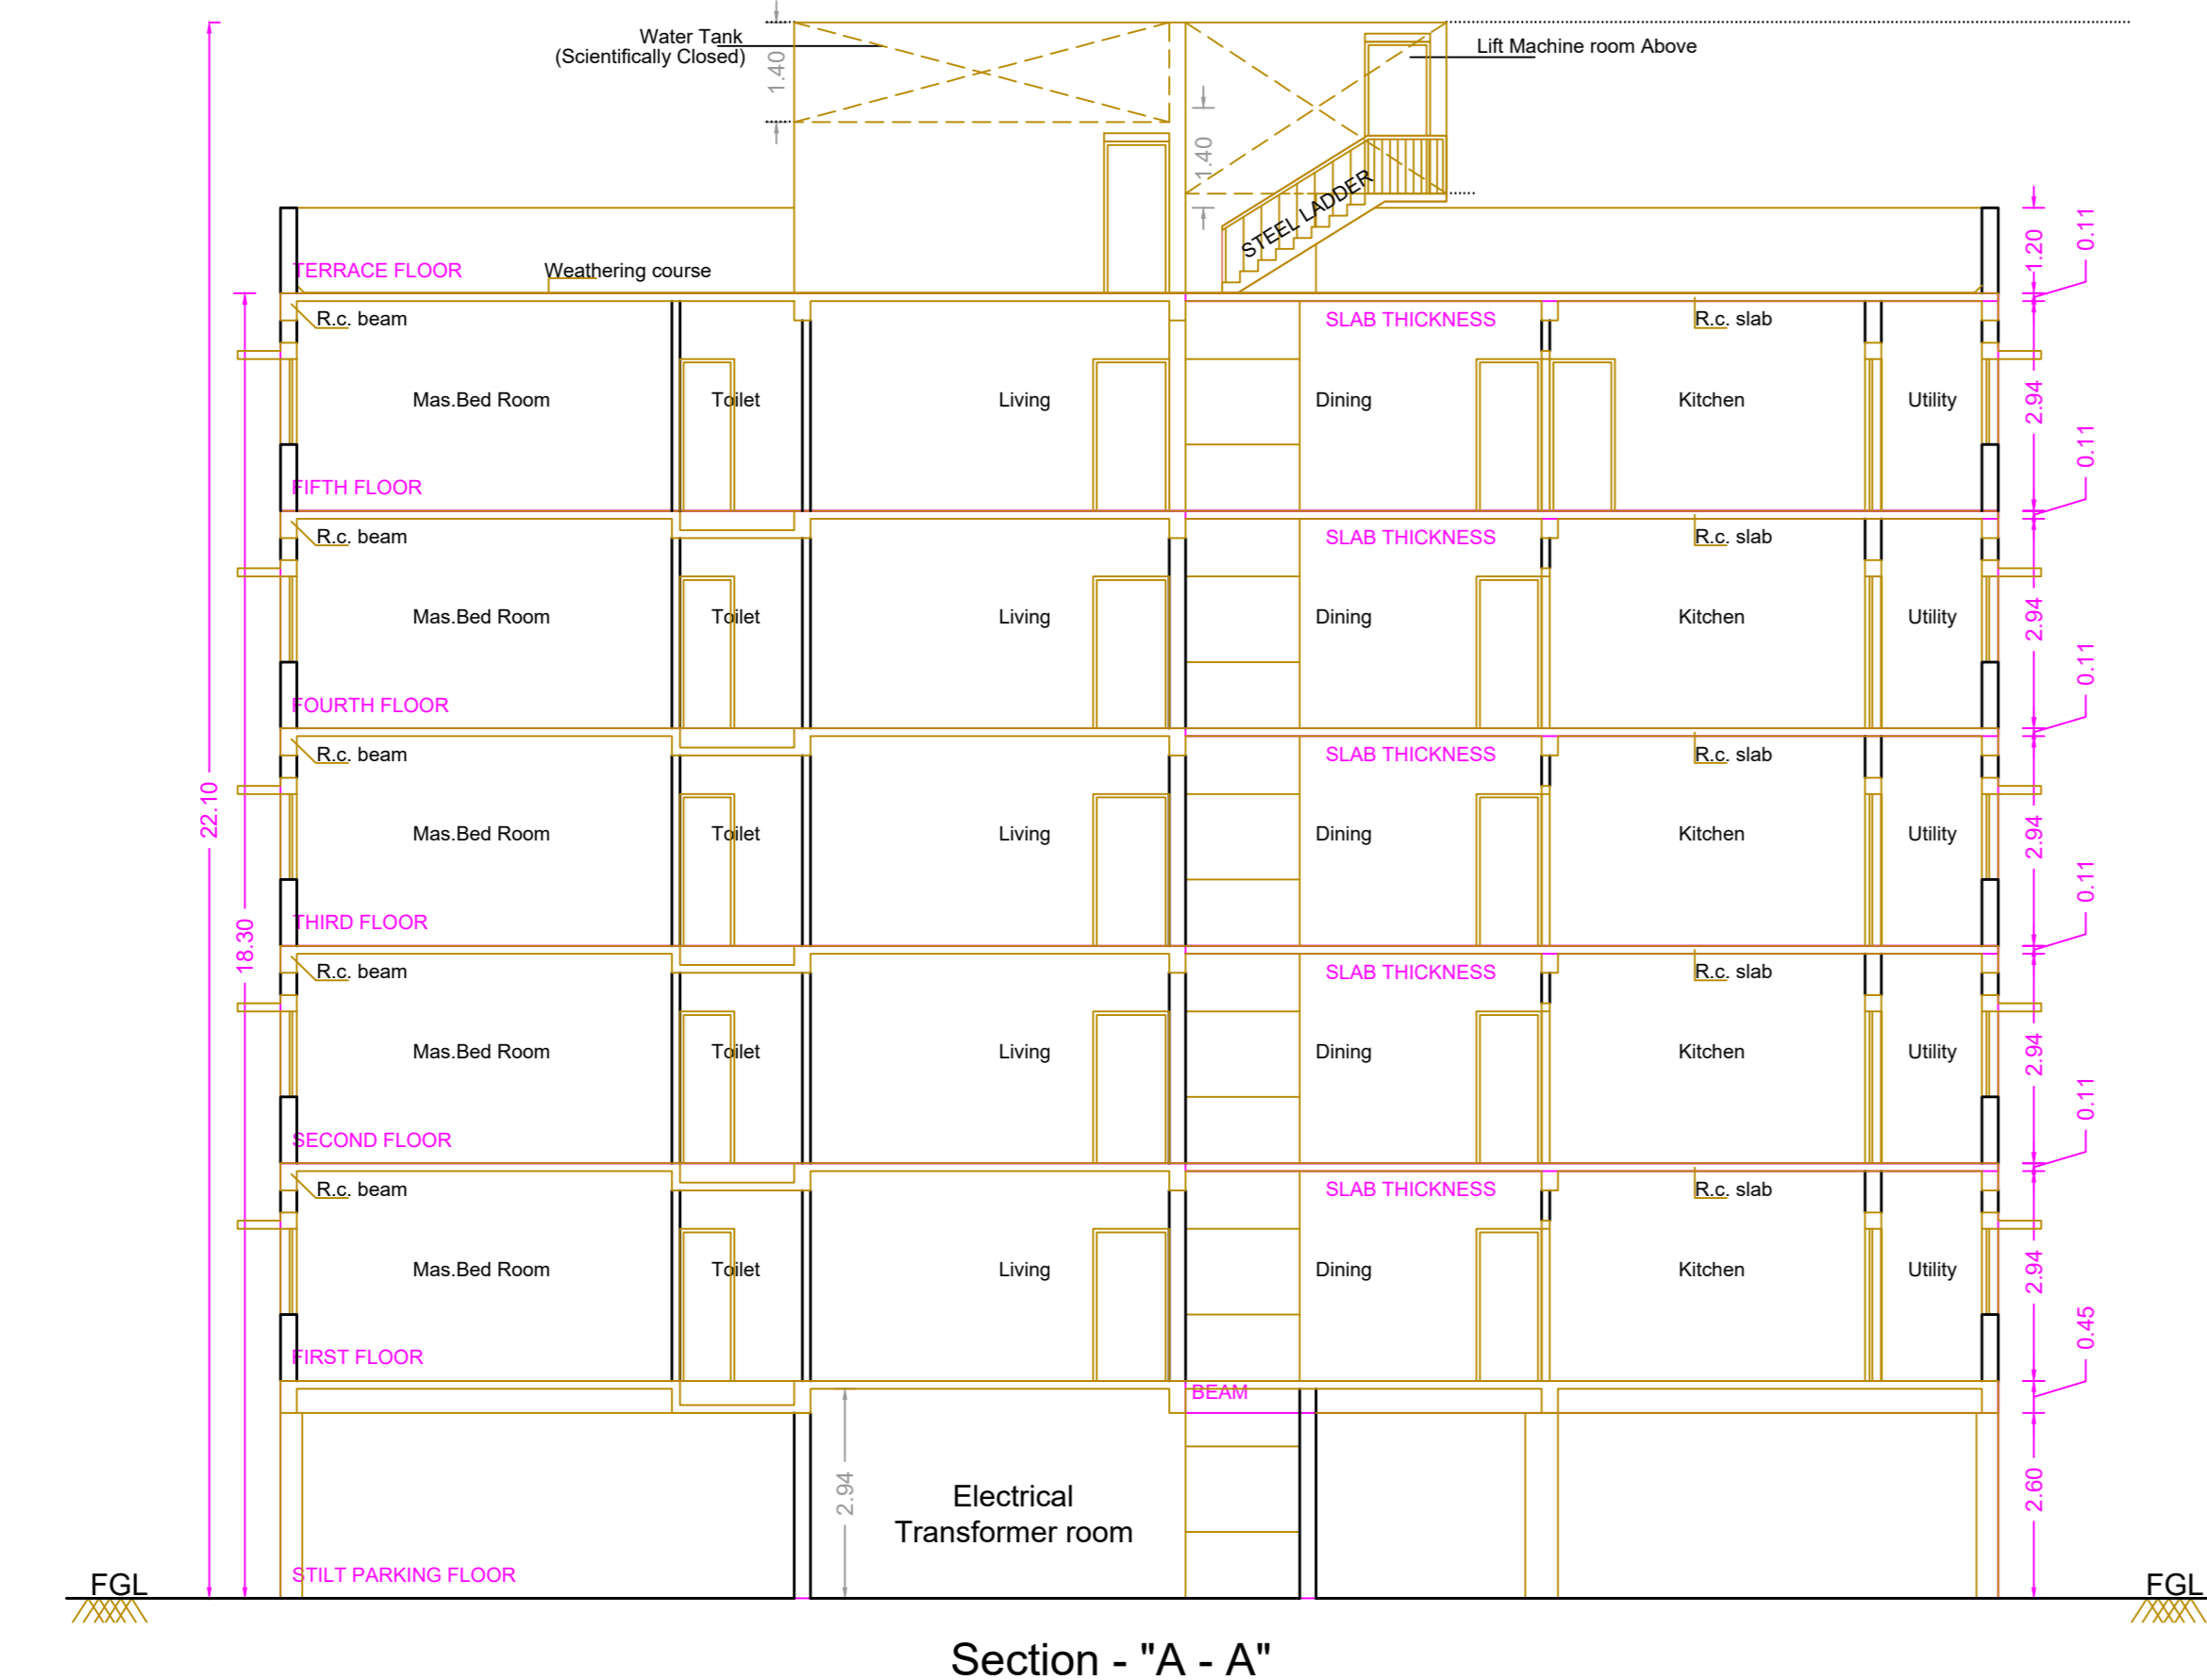 Water Tank
(Scientifically Closed)
Lift Machine room Above
1.40
1.40
STEEL LADDER
1.20
0.11
TERRACE FLOOR
Weathering course
R.c. beam
SLAB THICKNESS
R.c. slab
Mas.Bed Room
Toilet
Living
Dining
Kitchen
Utility
2.94
0.11
FIFTH FLOOR
R.c. beam
SLAB THICKNESS
R.c. slab
Mas.Bed Room
Toilet
Living
Dining
Kitchen
Utility
2.94
0.11
FOURTH FLOOR
R.c. beam
SLAB THICKNESS
R.c. slab
22.10
Mas.Bed Room
Toilet
Living
Dining
Kitchen
Utility
2.94
0.11
THIRD FLOOR
18.30
R.c. beam
SLAB THICKNESS
R.c. slab
Mas.Bed Room
Toilet
Living
Dining
Kitchen
Utility
2.94
0.11
SECOND FLOOR
R.c. beam
SLAB THICKNESS
R.c. slab
Mas.Bed Room
Toilet
Living
Dining
Kitchen
Utility
2.94
0.45
FIRST FLOOR
BEAM
2.94
Electrical
Transformer room
2.60
STILT PARKING FLOOR
FGL
FGL
Section - "A - A"